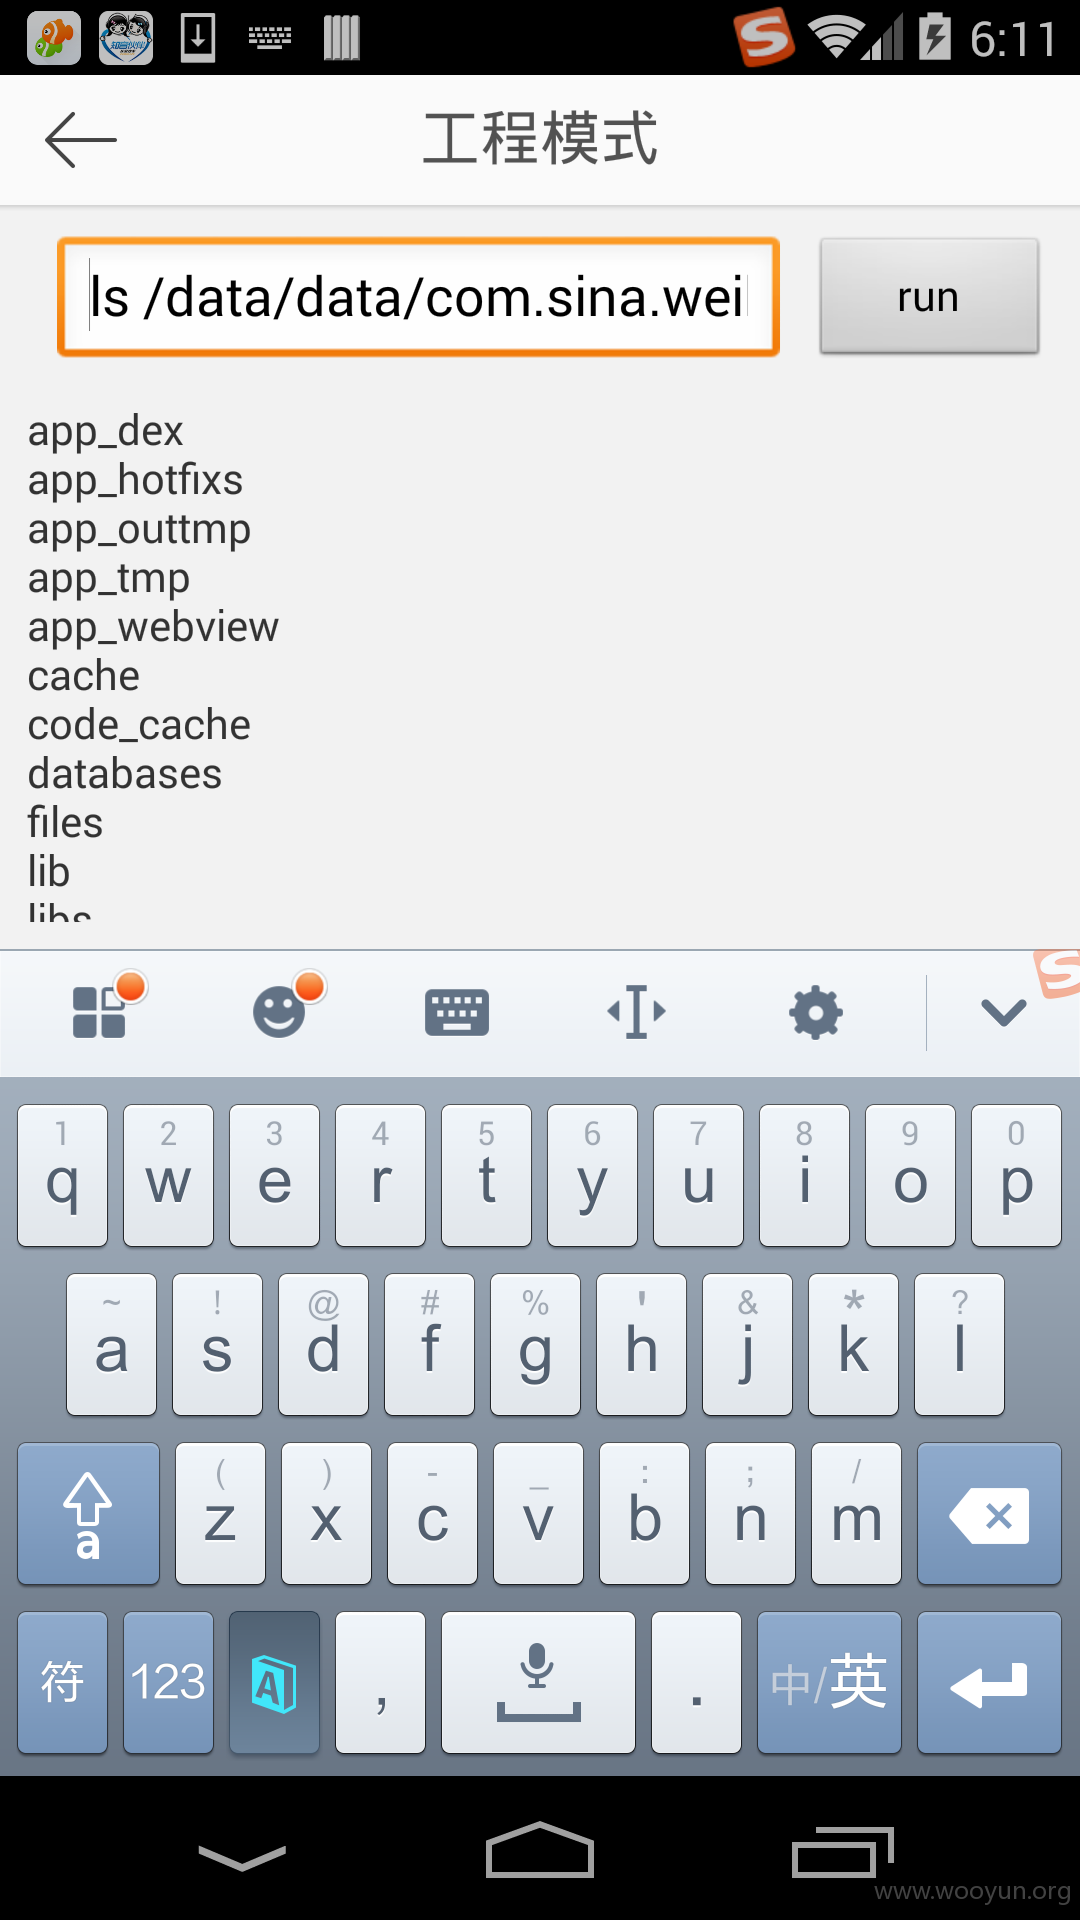 6:11
工程模式
ls /data/data/com.sina.wei
run
app_dex
app_hotfixs
app_outtmp
app_tmp
app_webview
cache
code_cache
databases
files
lib
libs
1 2 3 4 5 6 7 8 9 0
q w e r t y u i o p
~ ! @ # % ' & * ?
a s d f g h j k l
( ) - _ : ; /
a z x c v b n m
符 123 A , . 中/英
www.wooyun.org